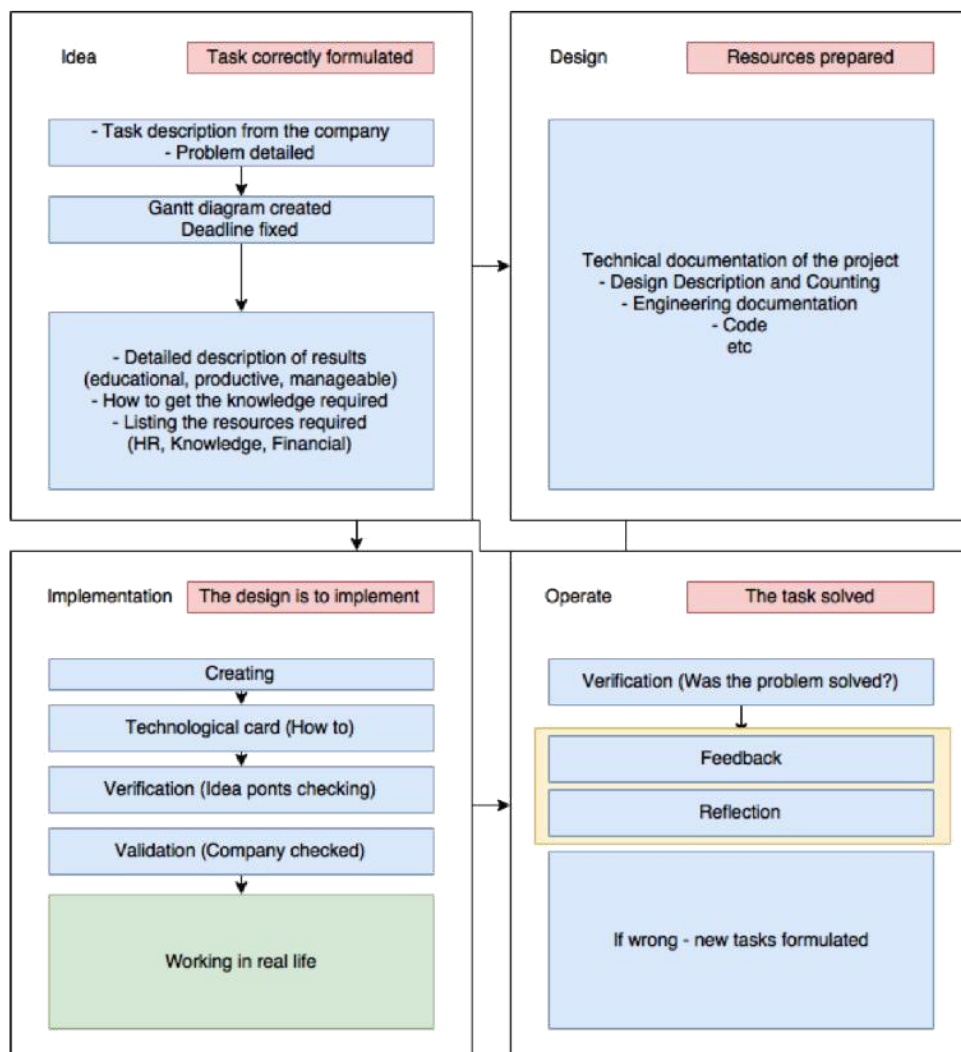 Idea
Task correctly formulated
- Task description from the company
- Problem detailed
Gantt diagram created
Deadline fixed
- Detailed description of results
(educational, productive, manageable)
- How to get the knowledge required
- Listing the resources required
(HR, Knowledge, Financial)
Design
Resources prepared
Technical documentation of the project
- Design Description and Counting
- Engineering documentation
- Code
etc
Implementation
The design is to implement
Creating
Technological card (How to)
Verification (Idea ponts checking)
Validation (Company checked)
Working in real life
Operate
The task solved
Verification (Was the problem solved?)
Feedback
Reflection
If wrong - new tasks formulated